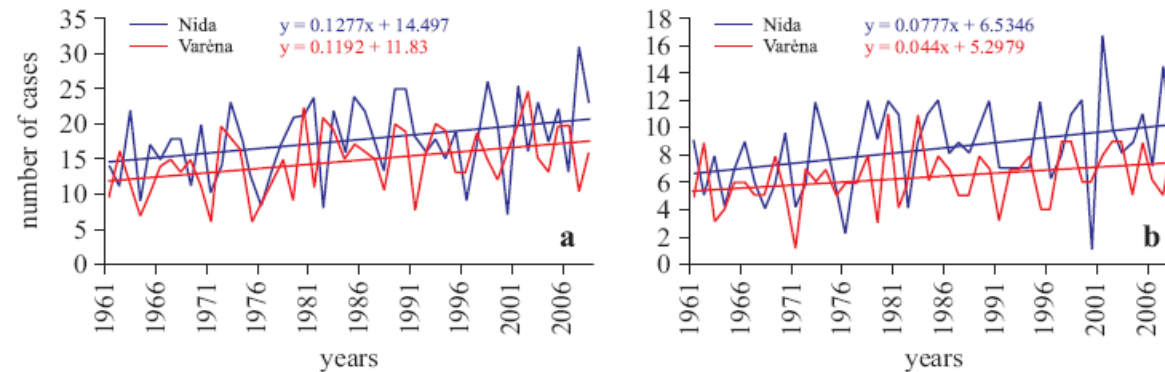 35
30
25
20
15
10
5
0
number of cases
Nida y = 0.1277x + 14.497
Varėna y = 0.1192 + 11.83
a
1961 1966 1971 1976 1981 1986 1991 1996 2001 2006
years
18
16
14
12
10
8
6
4
2
0
Nida y = 0.0777x + 6.5346
Varėna y = 0.044x + 5.2979
b
1961 1966 1971 1976 1981 1986 1991 1996 2001 2006
years